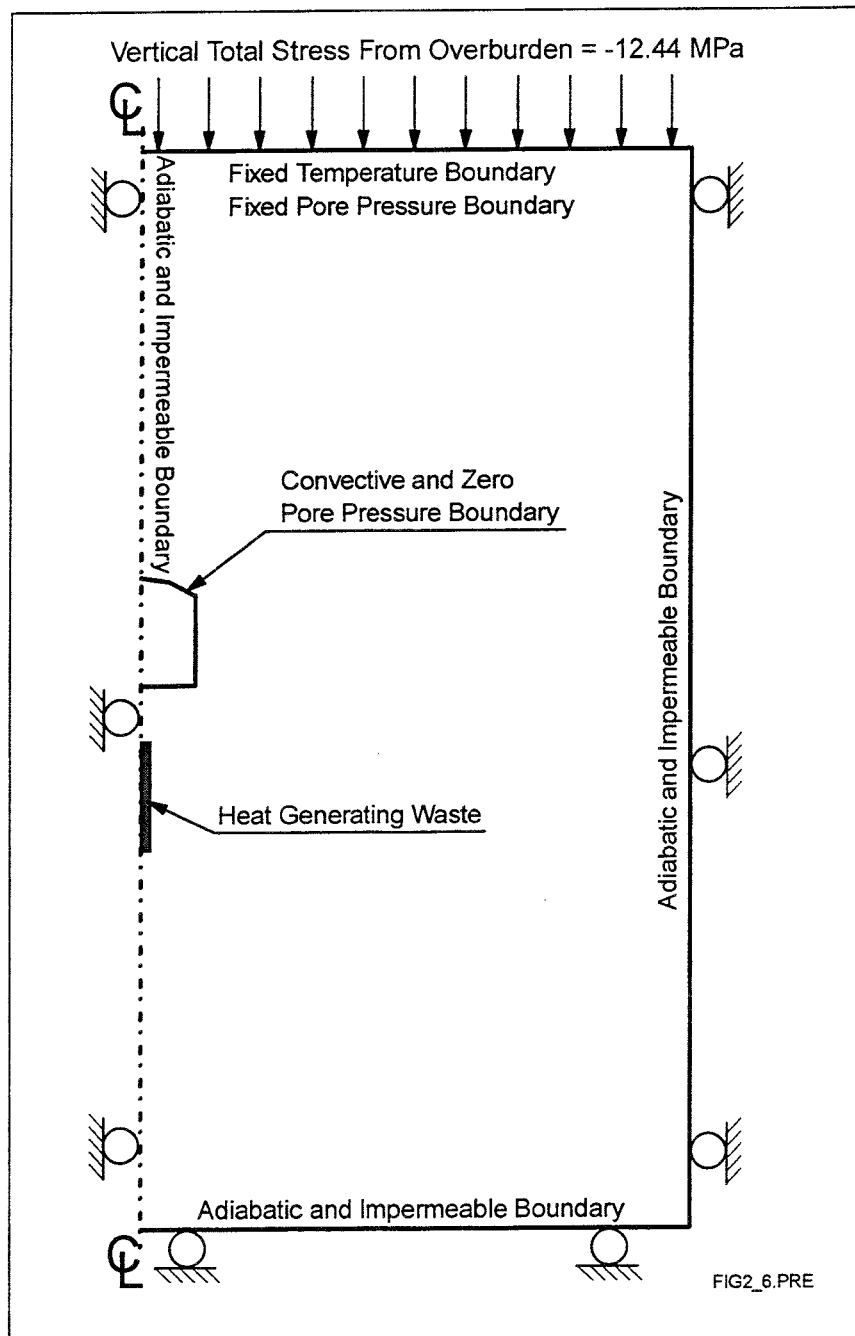 Vertical Total Stress From Overburden = -12.44 MPa
CL
Fixed Temperature Boundary
Fixed Pore Pressure Boundary
Adiabatic and Impermeable Boundary
Convective and Zero
Pore Pressure Boundary
Adiabatic and Impermeable Boundary
Heat Generating Waste
Adiabatic and Impermeable Boundary
CL
FIG2_6.PRE